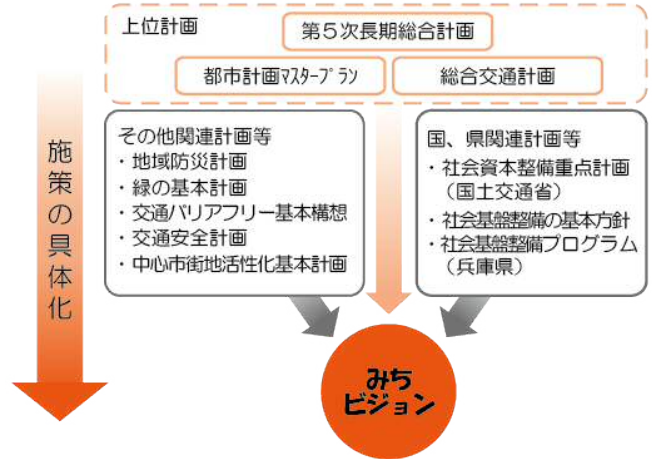 上位計画
第5次長期総合計画
都市計画ﾏｽﾀｰﾌﾟﾗﾝ
総合交通計画
施策の具体化
その他関連計画等
・地域防災計画
・緑の基本計画
・交通バリアフリー基本構想
・交通安全計画
・中心市街地活性化基本計画
国、県関連計画等
・社会資本整備重点計画
（国土交通省）
・社会基盤整備の基本方針
・社会基盤整備プログラム
（兵庫県）
みち
ビジョン